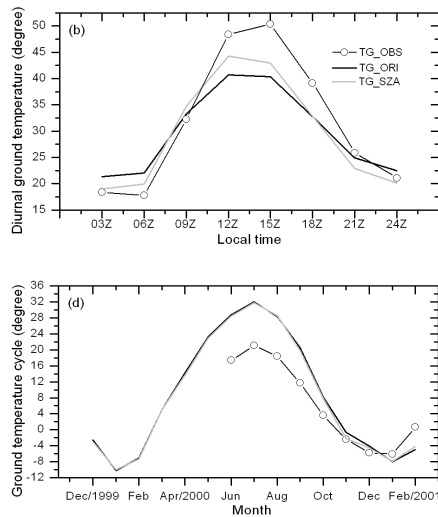 (b)
TG_OBS
TG_ORI
TG_SZA
Diurnal ground temperature (degree)
50
45
40
35
30
25
20
15
03Z 06Z 09Z 12Z 15Z 18Z 21Z 24Z
Local time
(d)
Ground temperature cycle (degree)
36
32
28
24
20
16
12
8
4
0
-4
-8
-12
Dec/1999 Feb Apr/2000 Jun Aug Oct Dec Feb/2001
Month